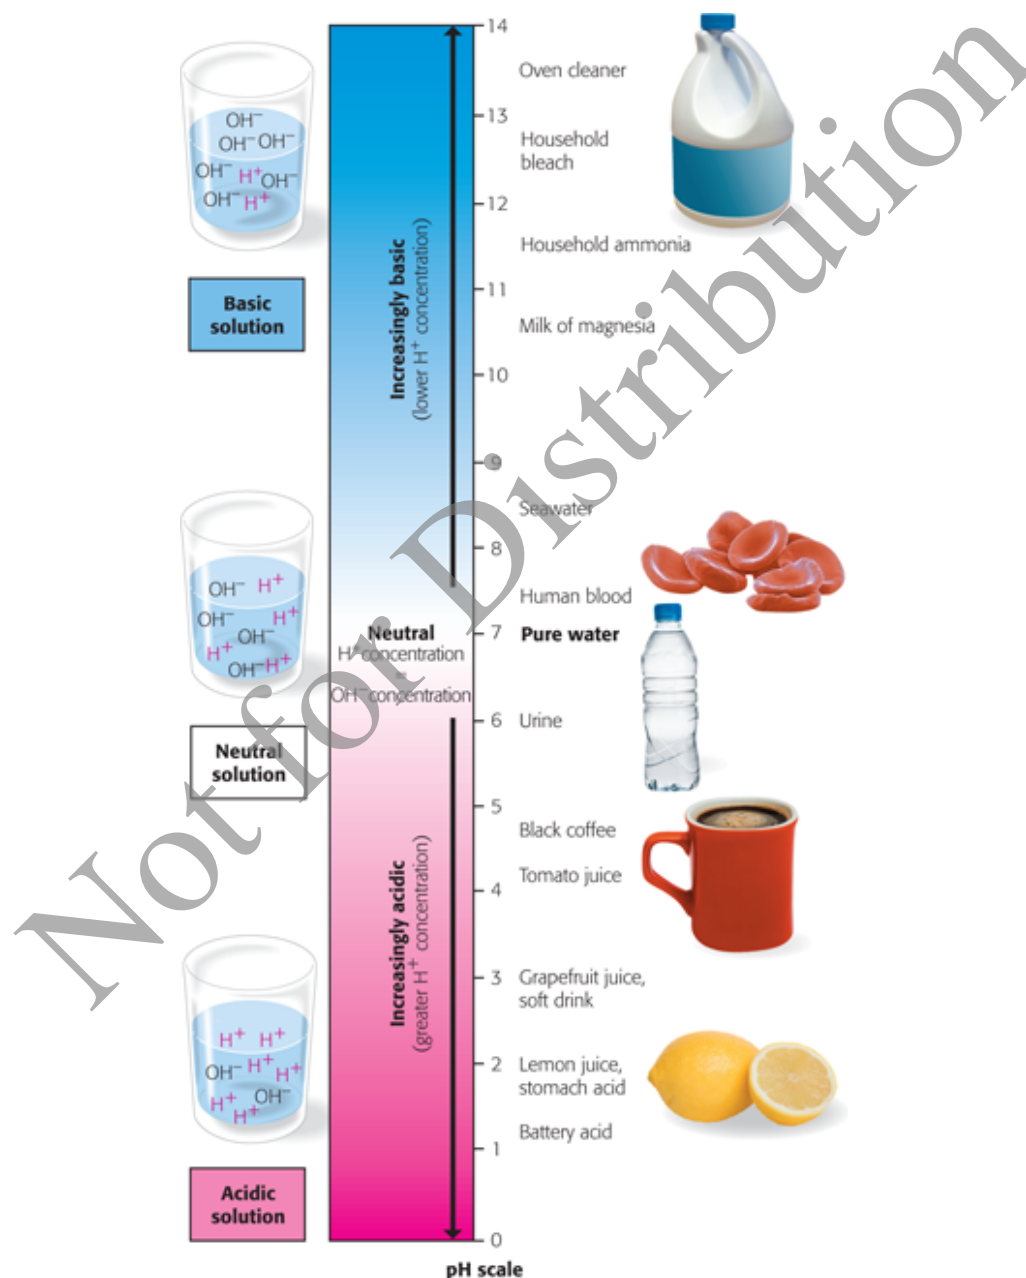 14
Oven cleaner
13
Household
bleach
OH⁻
OH⁻ OH⁻
OH⁻ H⁺ OH⁻
OH⁻ H⁺
12
Household ammonia
11
Basic
solution
Increasingly basic
(lower H⁺ concentration)
Milk of magnesia
10
9
Seawater
8
OH⁻ H⁺
OH⁻ H⁺
OH⁻
H⁺
OH⁻ H⁺
Human blood
7
Neutral
H⁺ concentration
=
OH⁻ concentration
Pure water
6
Urine
Neutral
solution
5
Black coffee
Tomato juice
4
Increasingly acidic
(greater H⁺ concentration)
3
Grapefruit juice,
soft drink
H⁺ H⁺
OH⁻ H⁺ H⁺
H⁺ H⁺ OH⁻
2
Lemon juice,
stomach acid
Battery acid
1
Acidic
solution
0
pH scale
Not for Distribution